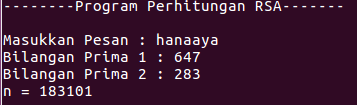 --------Program Perhitungan RSA-------
Masukkan Pesan : hanaaya
Bilangan Prima 1 : 647
Bilangan Prima 2 : 283
n = 183101